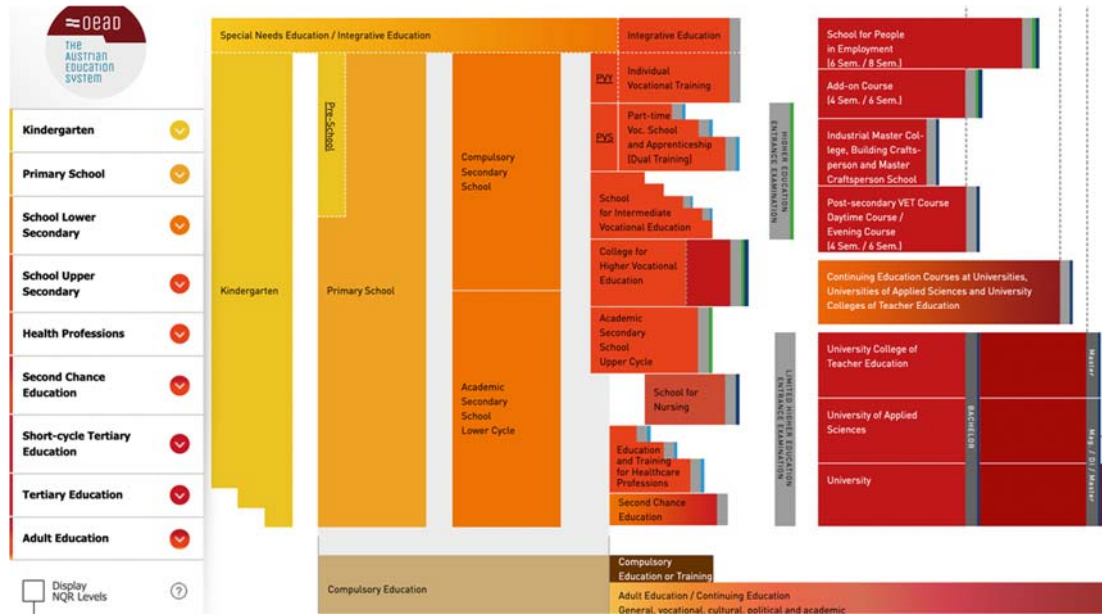 ≈OEAD
THE
AUSTRIAN
EDUCATION
SYSTEM
Kindergarten
Primary School
School Lower
Secondary
School Upper
Secondary
Health Professions
Second Chance
Education
Short-cycle Tertiary
Education
Tertiary Education
Adult Education
Display
NQR Levels
?
Special Needs Education / Integrative Education
Integrative Education
Kindergarten
Pre-School
Primary School
Compulsory
Secondary
School
Academic
Secondary
School
Lower Cycle
PVY
Individual
Vocational Training
PVS
Part-time
Voc. School
and Apprenticeship
(Dual Training)
School
for Intermediate
Vocational Education
College for
Higher Vocational
Education
Academic
Secondary
School
Upper Cycle
School for
Nursing
Education
and Training
for Healthcare
Professions
Second Chance
Education
Compulsory Education
Compulsory
Education or Training
Adult Education / Continuing Education
General, vocational, cultural, political and academic
HIGHER EDUCATION
ENTRANCE EXAMINATION
LIMITED HIGHER EDUCATION
ENTRANCE EXAMINATION
School for People
in Employment
(6 Sem. / 8 Sem.)
Add-on Course
(4 Sem. / 6 Sem.)
Industrial Master Col-
lege, Building Crafts-
person and Master
Craftsperson School
Post-secondary VET Course
Daytime Course /
Evening Course
(4 Sem. / 6 Sem.)
Continuing Education Courses at Universities,
Universities of Applied Sciences and University
Colleges of Teacher Education
University College of
Teacher Education
University of Applied
Sciences
University
BACHELOR
Master
Mag / DI / Master